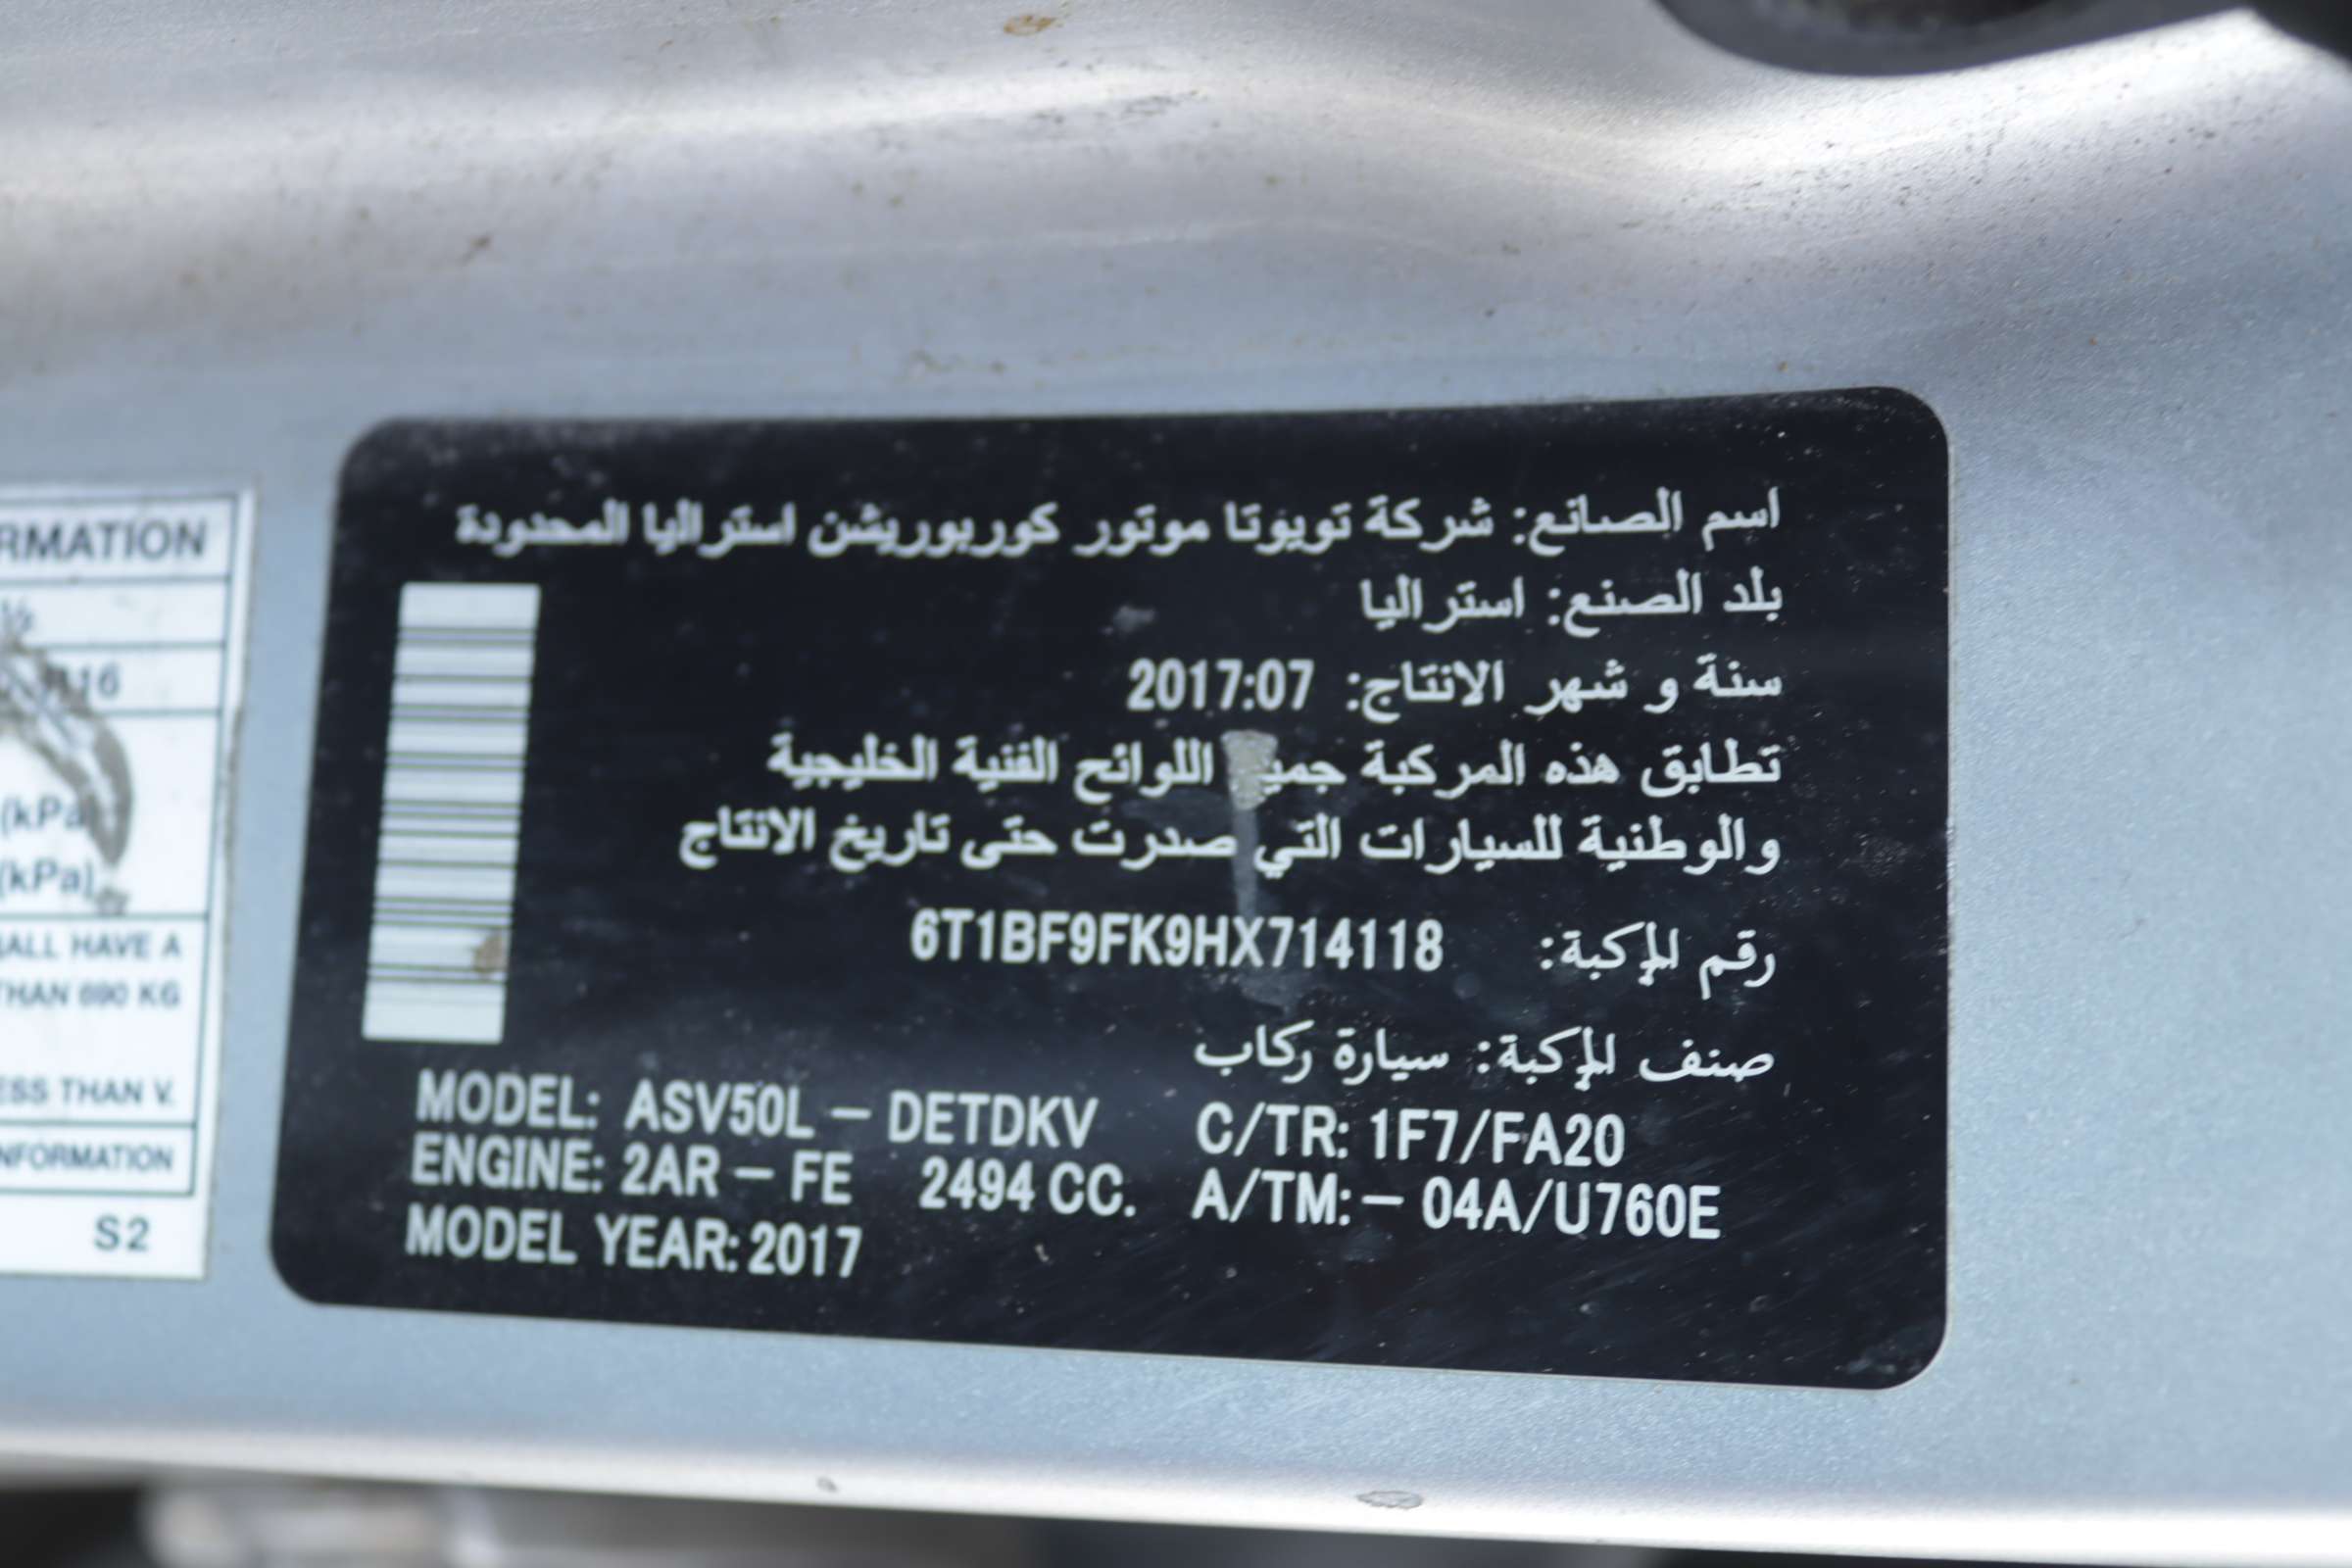 RMATION
(kPa
(kPa)
ALL HAVE A
THAN 690 KG
ESS THAN V.
NFORMATION
S2
اسم الصانع: شركة تويوتا موتور كوربوريشن استراليا المحدودة
بلد الصنع: استراليا
سنة و شهر الانتاج: 2017:07
تطابق هذه المركبة جميع اللوائح الفنية الخليجية
والوطنية للسيارات التي صدرت حتى تاريخ الانتاج
رقم المركبة: 6T1BF9FK9HX714118
صنف المركبة: سيارة ركاب
MODEL: ASV50L – DETDKV C/TR: 1F7/FA20
ENGINE: 2AR – FE 2494 CC. A/TM: – 04A/U760E
MODEL YEAR: 2017